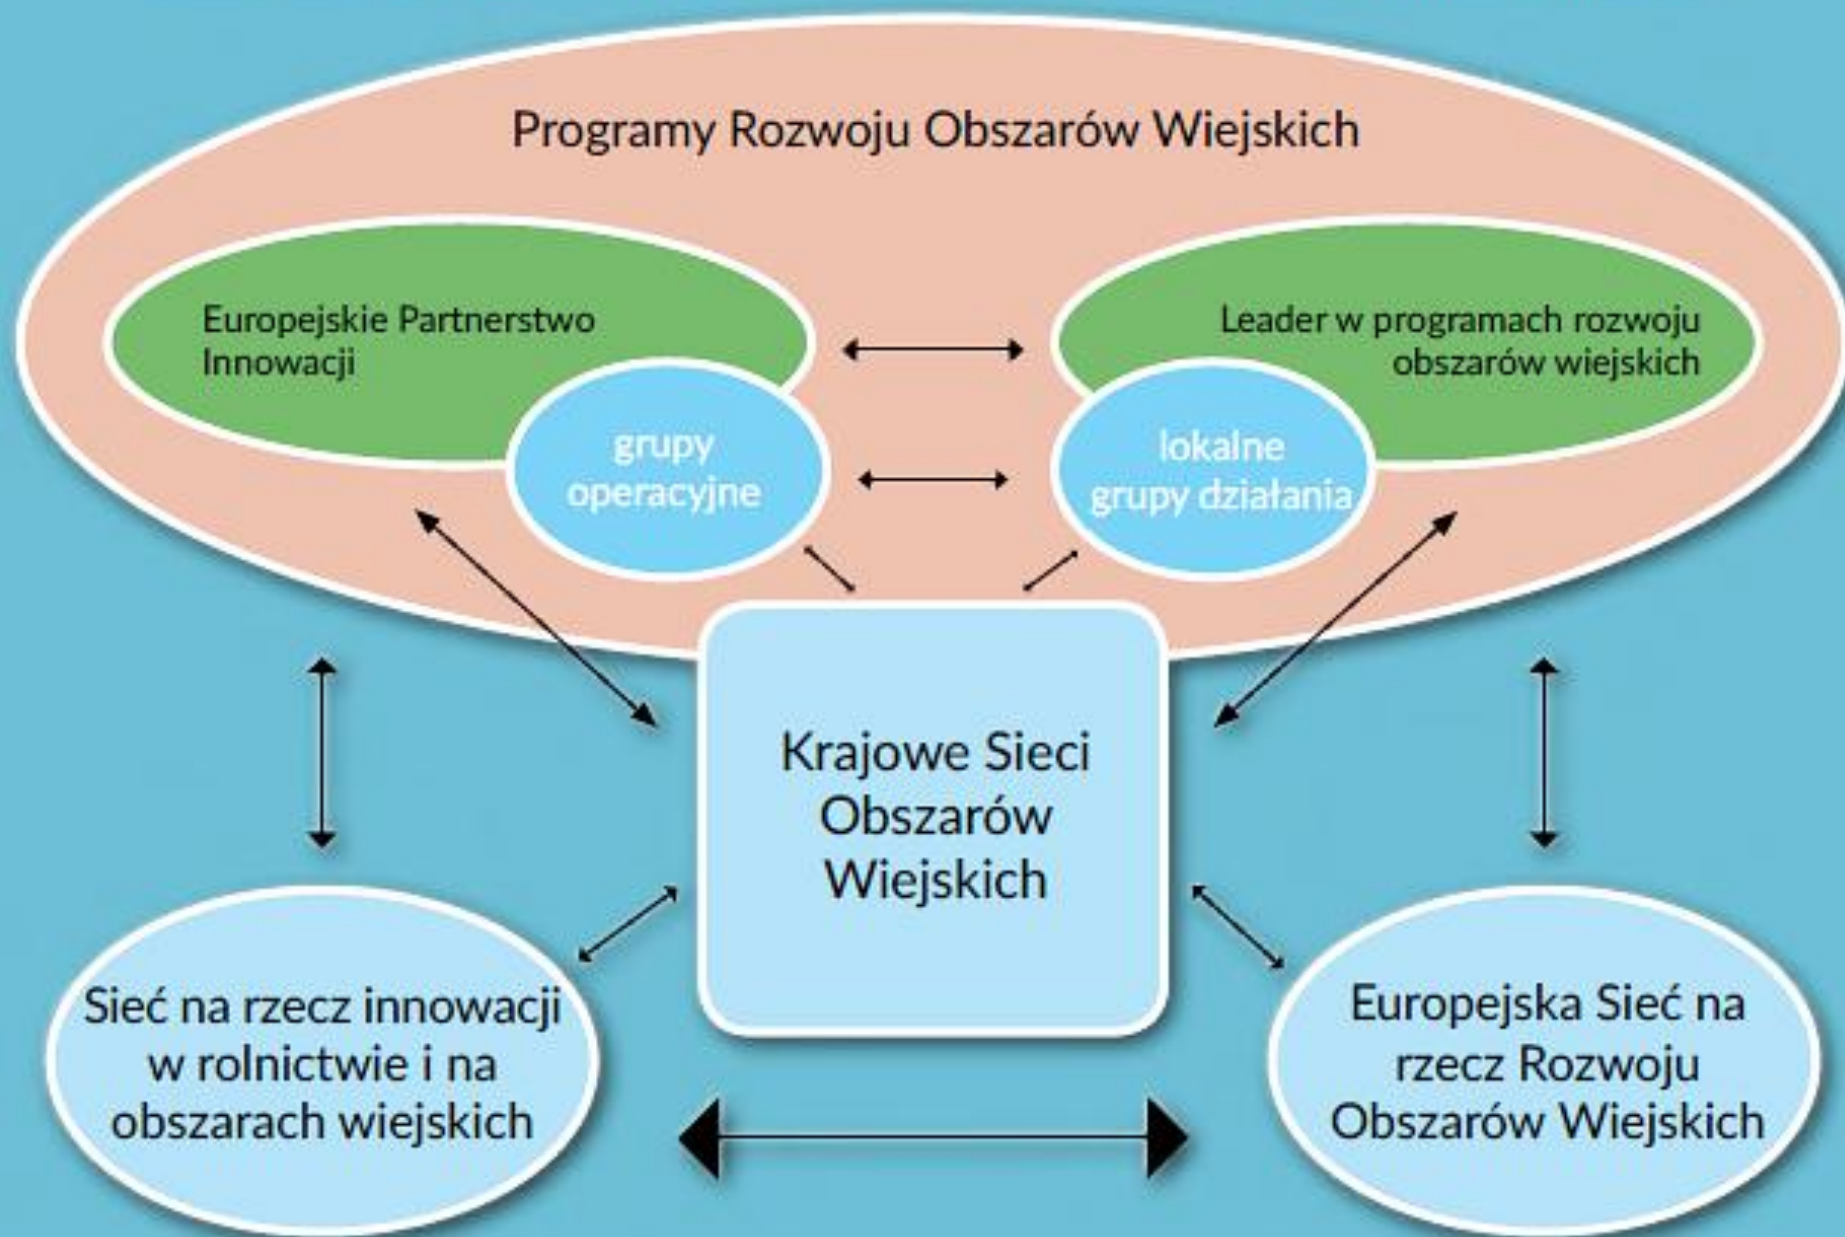 Programy Rozwoju Obszarów Wiejskich
Europejskie Partnerstwo
Innowacji
Leader w programach rozwoju
obszarów wiejskich
grupy
operacyjne
lokalne
grupy działania
Krajowe Sieci
Obszarów
Wiejskich
Sieć na rzecz innowacji
w rolnictwie i na
obszarach wiejskich
Europejska Sieć na
rzecz Rozwoju
Obszarów Wiejskich